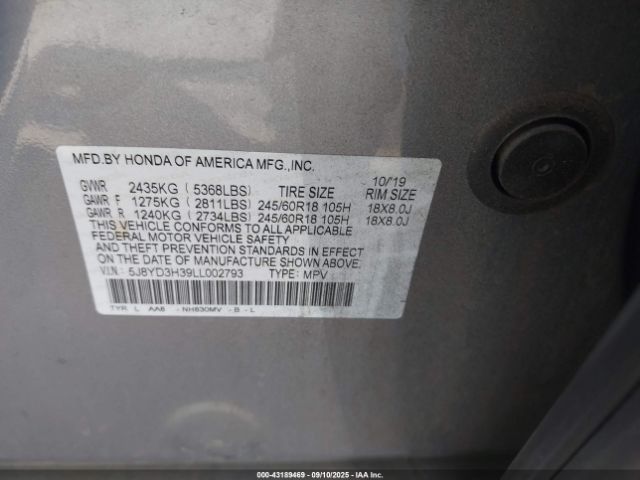 MFD.BY HONDA OF AMERICA MFG.,INC. 10/19
GVWR 2435KG ( 5368LBS) TIRE SIZE RIM SIZE
GAWR F 1275KG ( 2811LBS) 245/60R18 105H 18X8.0J
GAWR R 1240KG ( 2734LBS) 245/60R18 105H 18X8.0J
THIS VEHICLE CONFORMS TO ALL APPLICABLE
FEDERAL MOTOR VEHICLE SAFETY
AND THEFT PREVENTION STANDARDS IN EFFECT
ON THE DATE OF MANUFACTURE SHOWN ABOVE.
V.I.N.: 5J8YD3H39LL002793 TYPE: MPV
TYR L AA6 -NH830MV -B -L
000-43189469 - 09/10/2025 - IAA Inc.